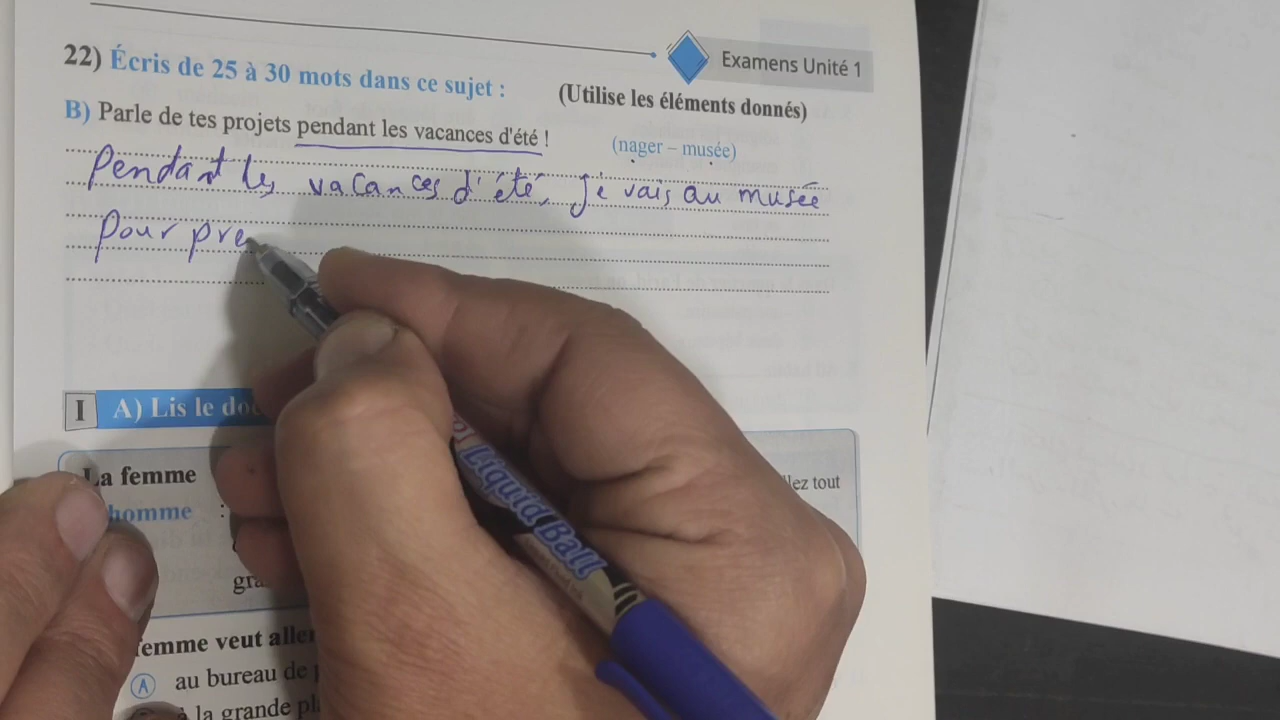 Examens Unité 1
22) Écris de 25 à 30 mots dans ce sujet :
(Utilise les éléments donnés)
B) Parle de tes projets pendant les vacances d'été !
(nager – musée)
Pendant les vacances d'été, je vais au musée
Pour pre
I A) Lis le do
La femme
llez tout
homme :
gra
femme veut aller
A au bureau de p
à la grande pl
Liquid Ball